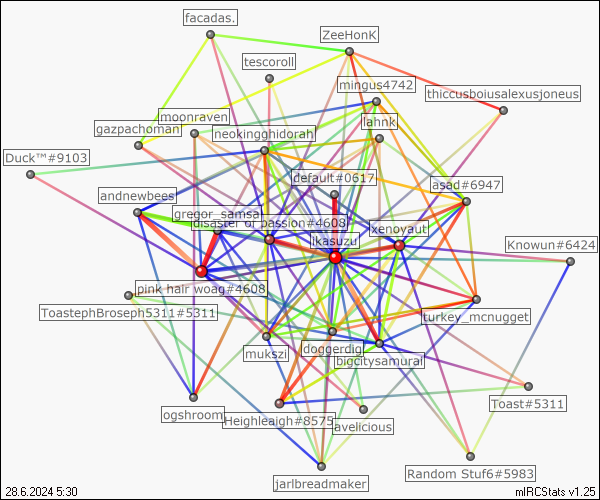 facadas.
ZeeHonK
tescoroll
mingus4742
thiccusboiusalexusjoneus
moonraven
lahnk
gazpachoman
neokingghidorah
Duck™#9103
default#0617
asad#6947
andnewbees
gregor_samsa
disaster of passion#4608
xenoyaut
ikasuzu
Knowun#6424
pink hair woag#4608
ToastephBroseph5311#5311
turkey_mcnugget
mukszi
doggerdig
bigcitysamurai
Toast#5311
ogshroom
Heighleaigh#8575
avelicious
Random Stuf6#5983
jarlbreadmaker
28.6.2024 5:30
mIRCStats v1.25